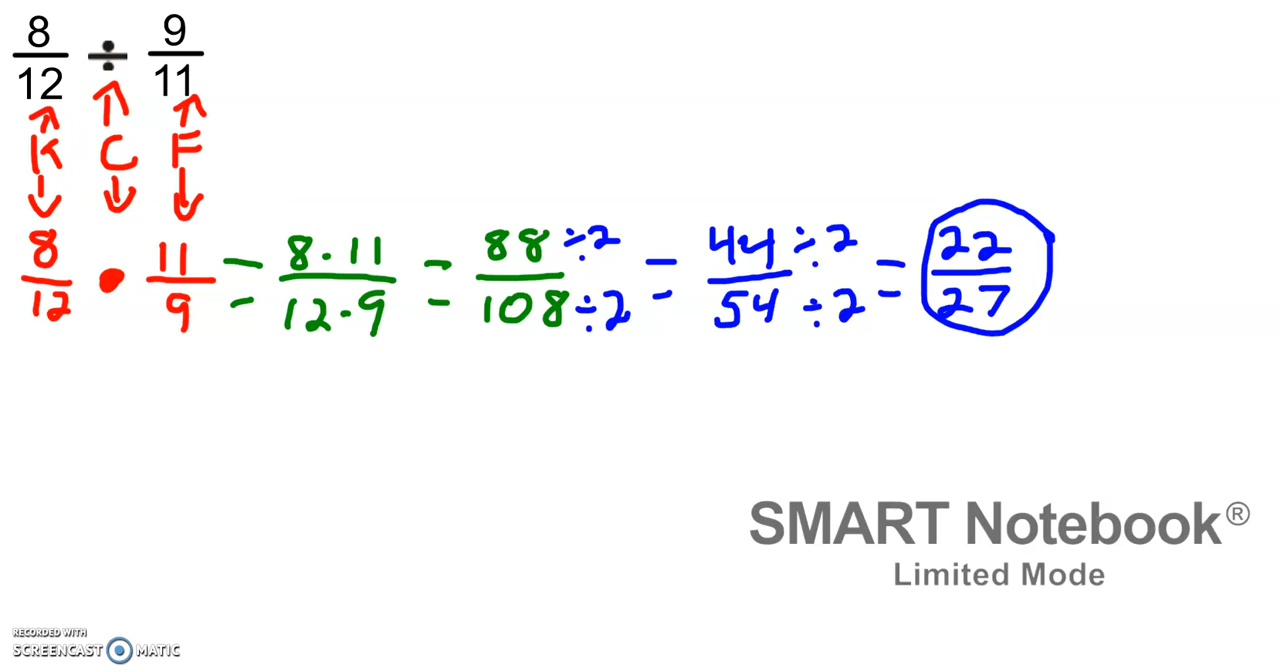 8/12 ÷ 9/11
K C F
8/12 • 11/9 = 8·11/12·9 = 88÷2/108÷2 = 44÷2/54÷2 = 22/27
SMART Notebook®
Limited Mode
RECORDED WITH
SCREENCAST MATIC